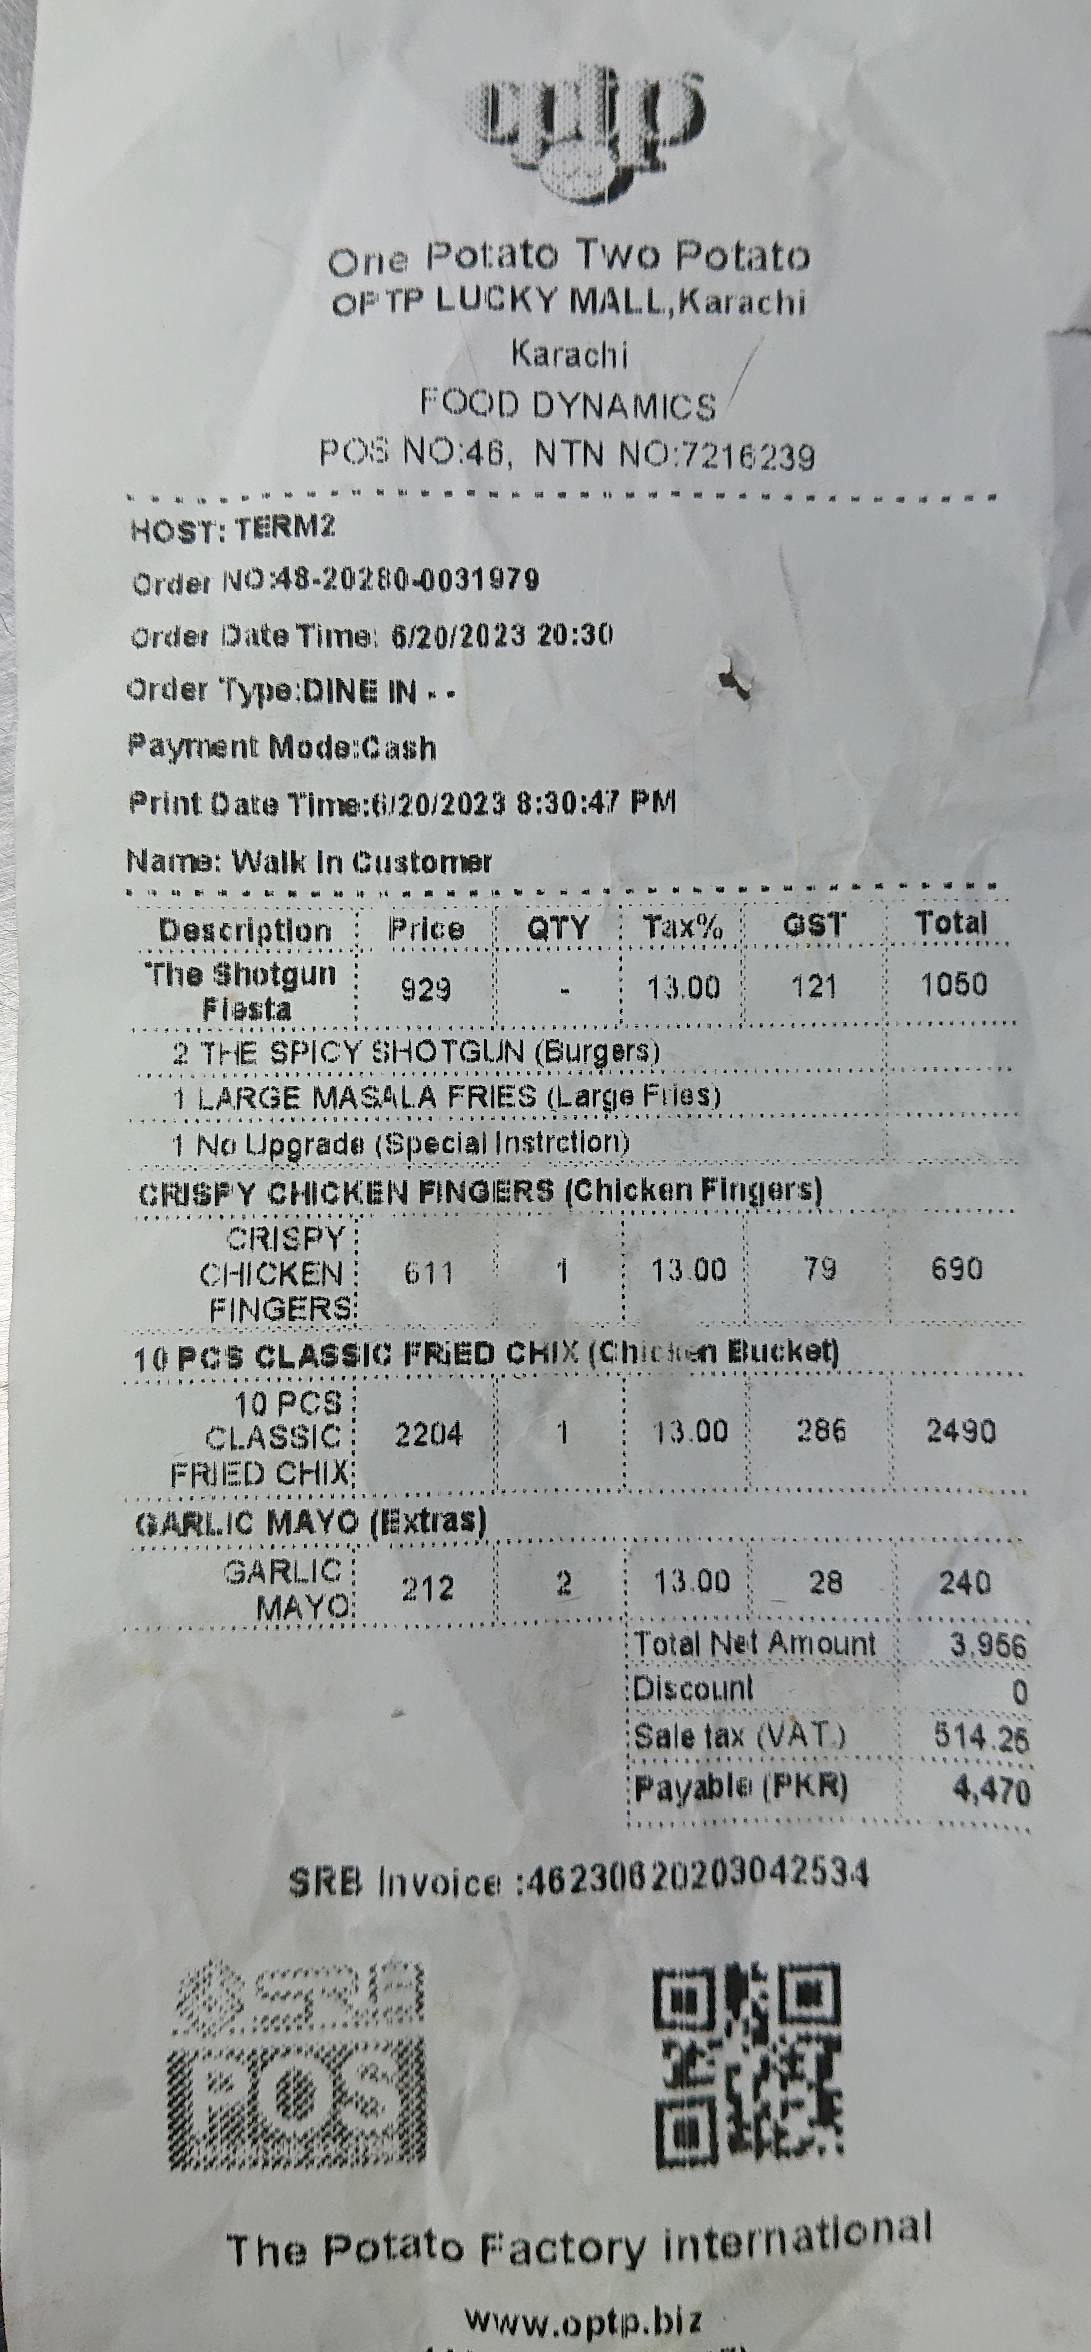 optp
One Potato Two Potato
OPTP LUCKY MALL,Karachi
Karachi
FOOD DYNAMICS
POS NO:46, NTN NO:7216239
HOST: TERM2
Order NO:48-20280-0031979
Order Date Time: 6/20/2023 20:30
Order Type:DINE IN - -
Payment Mode:Cash
Print Date Time:6/20/2023 8:30:47 PM
Name: Walk In Customer
Description Price QTY Tax% GST Total
The Shotgun
Fiesta 929 - 13.00 121 1050
2 THE SPICY SHOTGUN (Burgers)
1 LARGE MASALA FRIES (Large Fries)
1 No Upgrade (Special Instrction)
CRISPY CHICKEN FINGERS (Chicken Fingers)
CRISPY
CHICKEN 611 1 13.00 79 690
FINGERS
10 PCS CLASSIC FRIED CHIX (Chicken Bucket)
10 PCS
CLASSIC 2204 1 13.00 286 2490
FRIED CHIX
GARLIC MAYO (Extras)
GARLIC
MAYO 212 2 13.00 28 240
Total Net Amount 3,956
Discount 0
Sale tax (VAT) 514.26
Payable (PKR) 4,470
SRB Invoice :46230620203042534
SRB
POS
The Potato Factory international
www.optp.biz